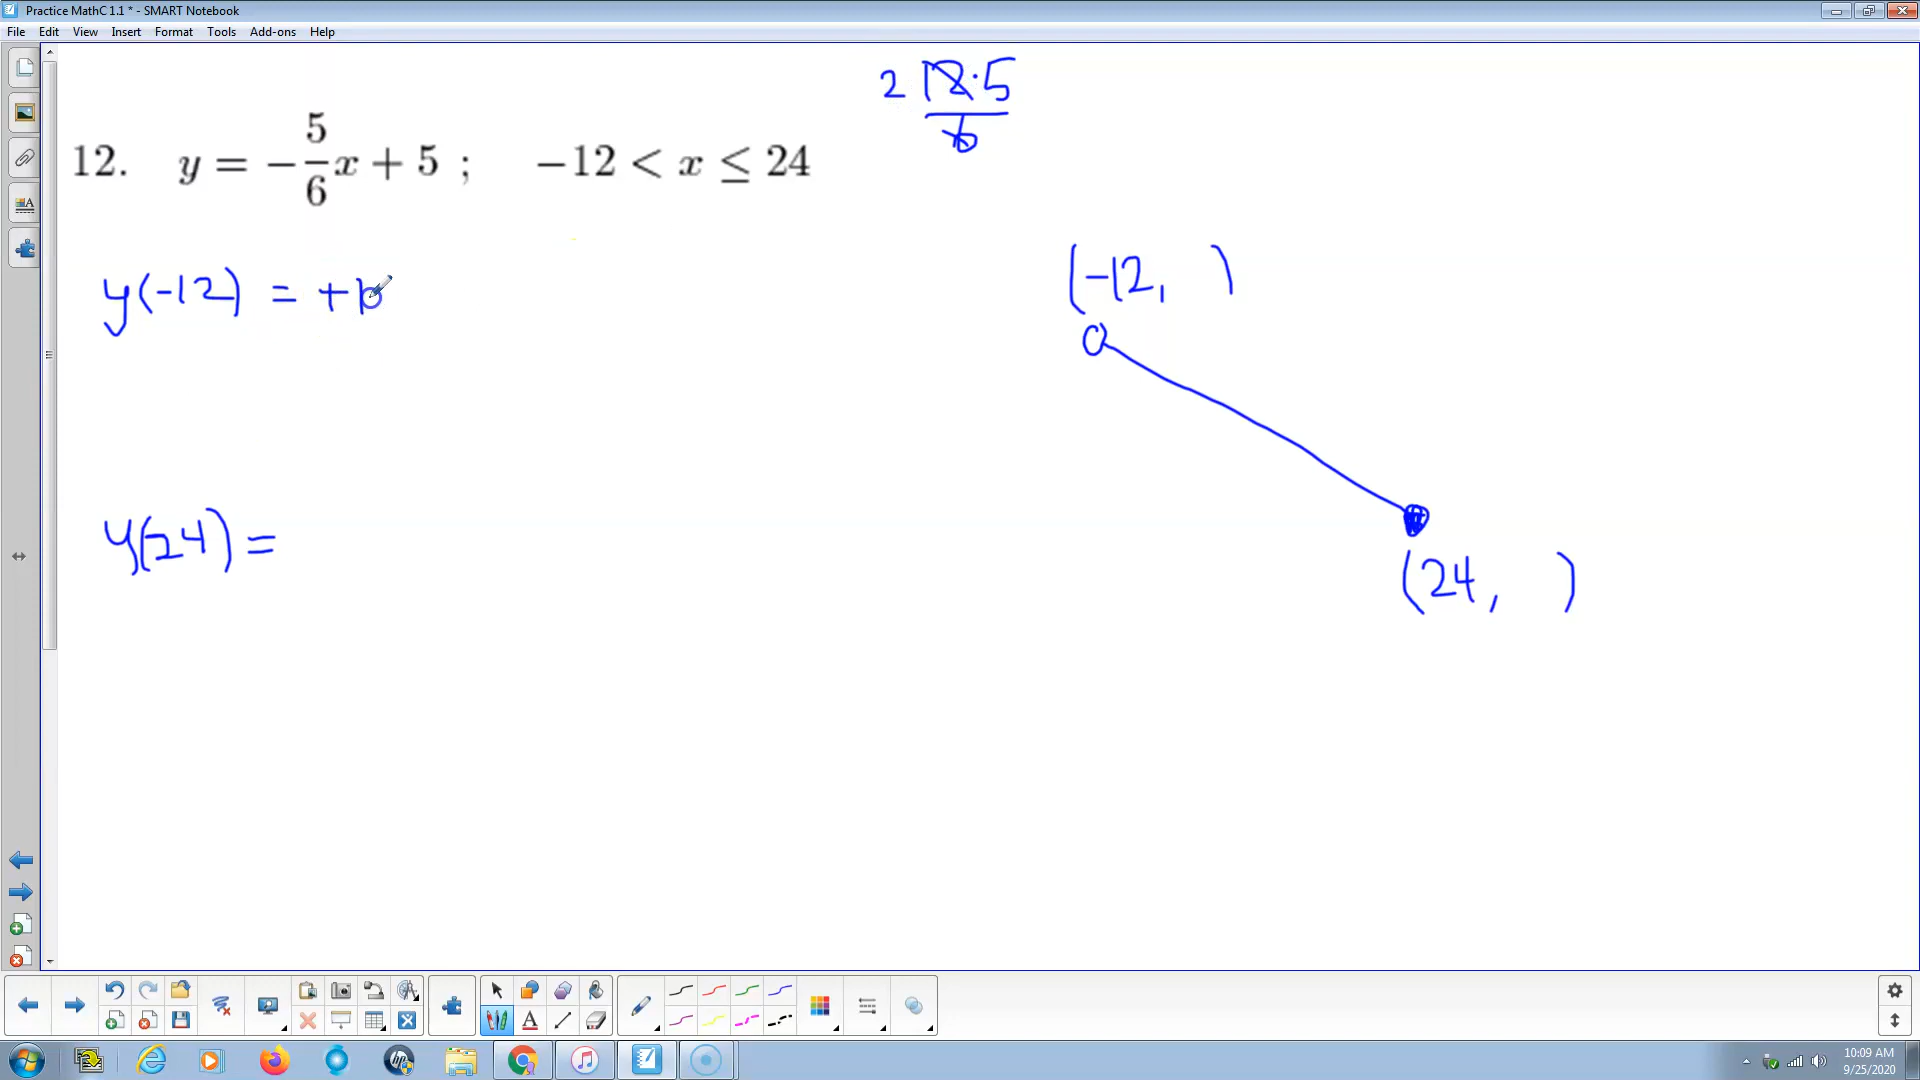 Practice MathC 1.1 * - SMART Notebook
File Edit View Insert Format Tools Add-ons Help
2 12·5
6
12. y = −5/6x + 5 ; −12 < x ≤ 24
y(-12) = +10
(-12, )
y(24) =
(24, )
10:09 AM
9/25/2020